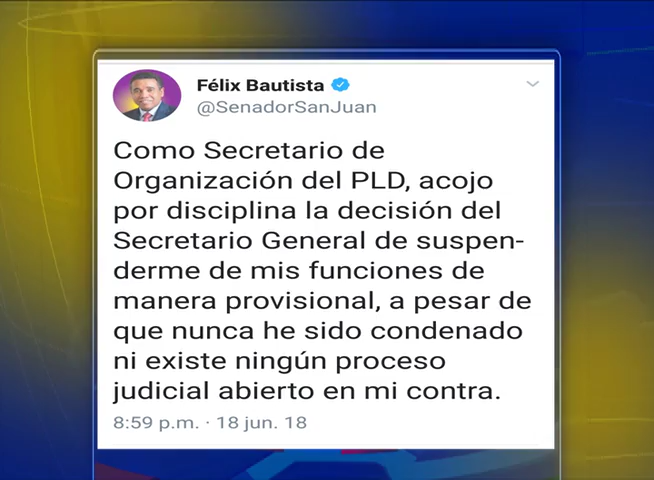 Félix Bautista
@SenadorSanJuan
Como Secretario de
Organización del PLD, acojo
por disciplina la decisión del
Secretario General de suspen-
derme de mis funciones de
manera provisional, a pesar de
que nunca he sido condenado
ni existe ningún proceso
judicial abierto en mi contra.
8:59 p.m. · 18 jun. 18